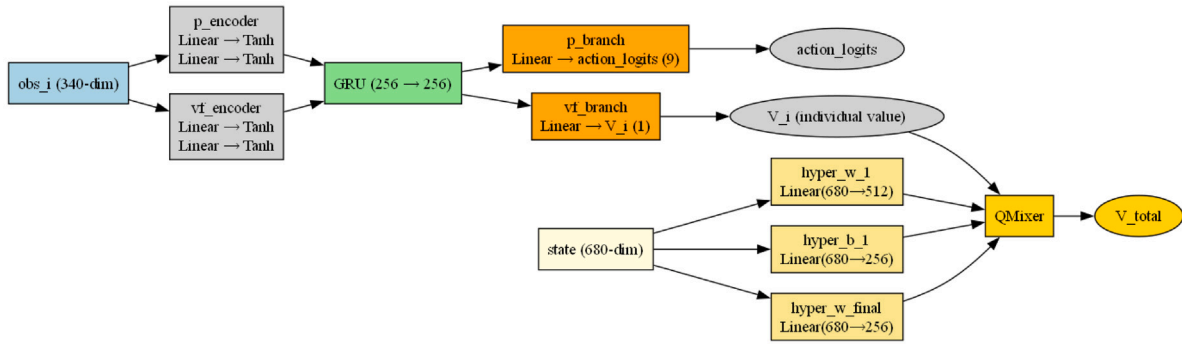 obs_i (340-dim)
p_encoder
Linear → Tanh
Linear → Tanh
vf_encoder
Linear → Tanh
Linear → Tanh
GRU (256 → 256)
p_branch
Linear → action_logits (9)
vf_branch
Linear → V_i (1)
action_logits
V_i (individual value)
state (680-dim)
hyper_w_1
Linear(680→512)
hyper_b_1
Linear(680→256)
hyper_w_final
Linear(680→256)
QMixer
V_total